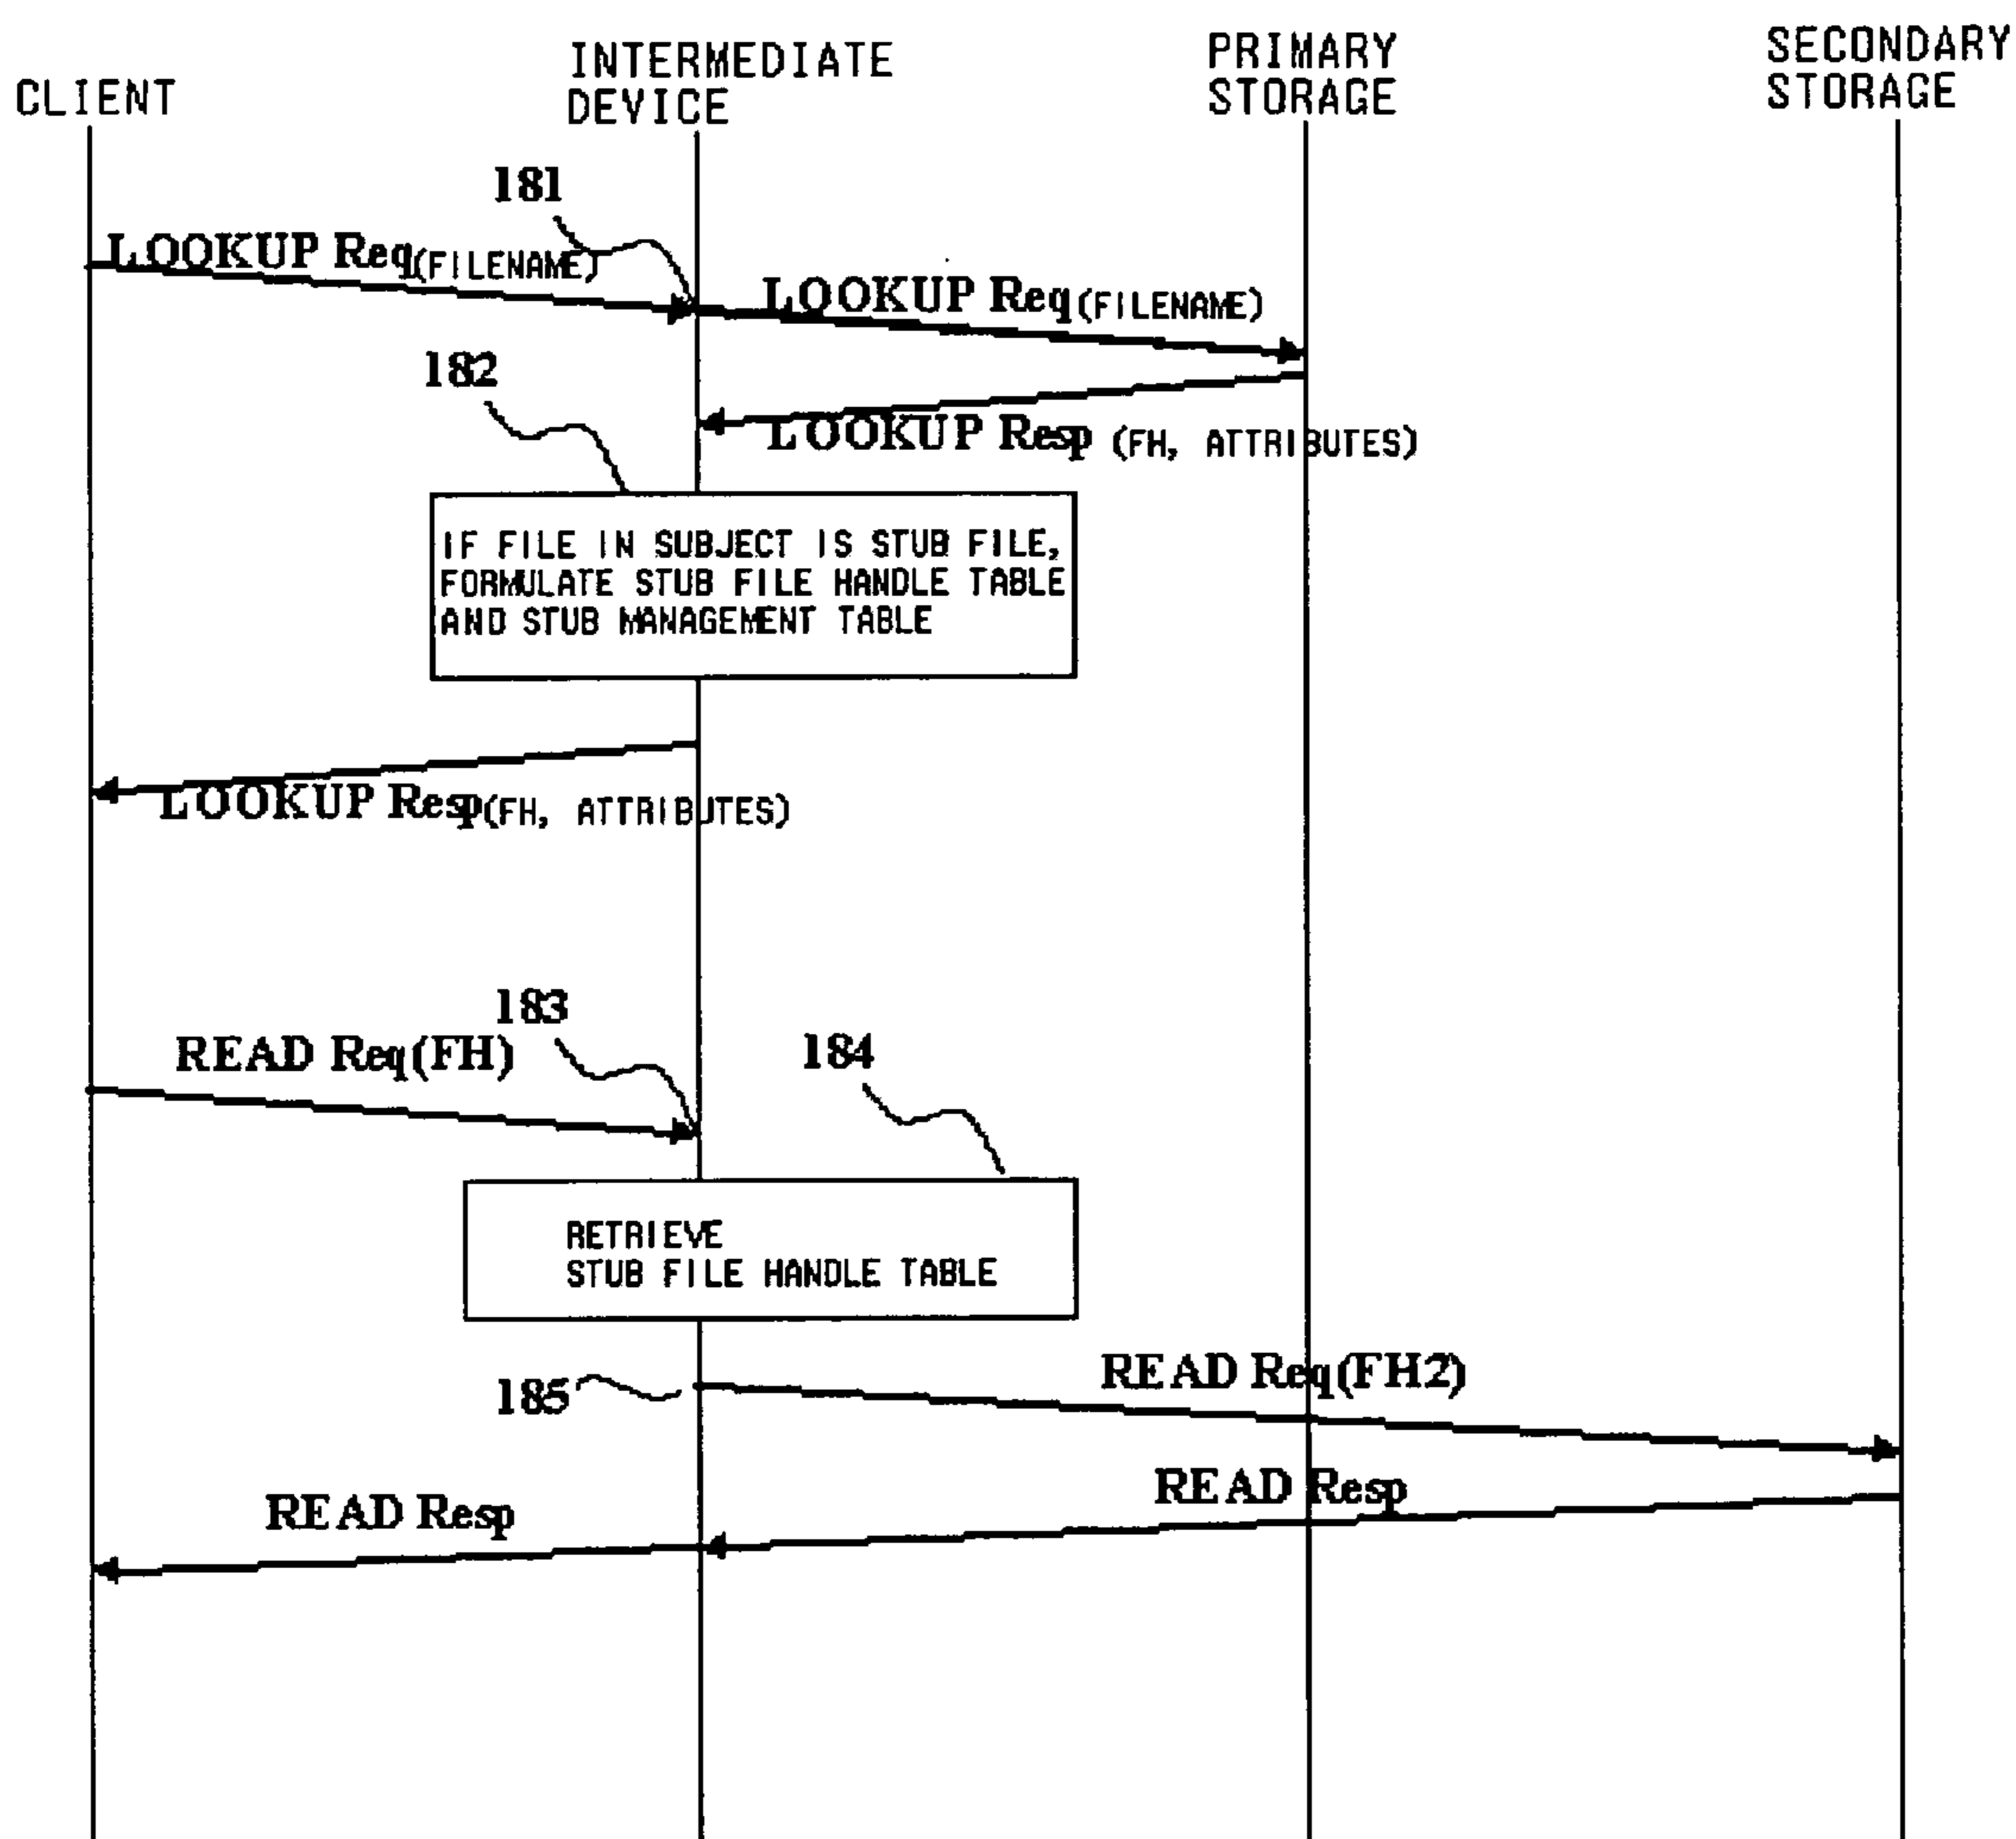 CLIENT
INTERMEDIATE
DEVICE
PRIMARY
STORAGE
SECONDARY
STORAGE
181
LOOKUP Req(FILENAME)
LOOKUP Req(FILENAME)
182
LOOKUP Resp (FH, ATTRIBUTES)
IF FILE IN SUBJECT IS STUB FILE,
FORMULATE STUB FILE HANDLE TABLE
AND STUB MANAGEMENT TABLE
LOOKUP Resp(FH, ATTRIBUTES)
183
READ Req(FH)
184
RETRIEVE
STUB FILE HANDLE TABLE
185
READ Req(FH2)
READ Resp
READ Resp